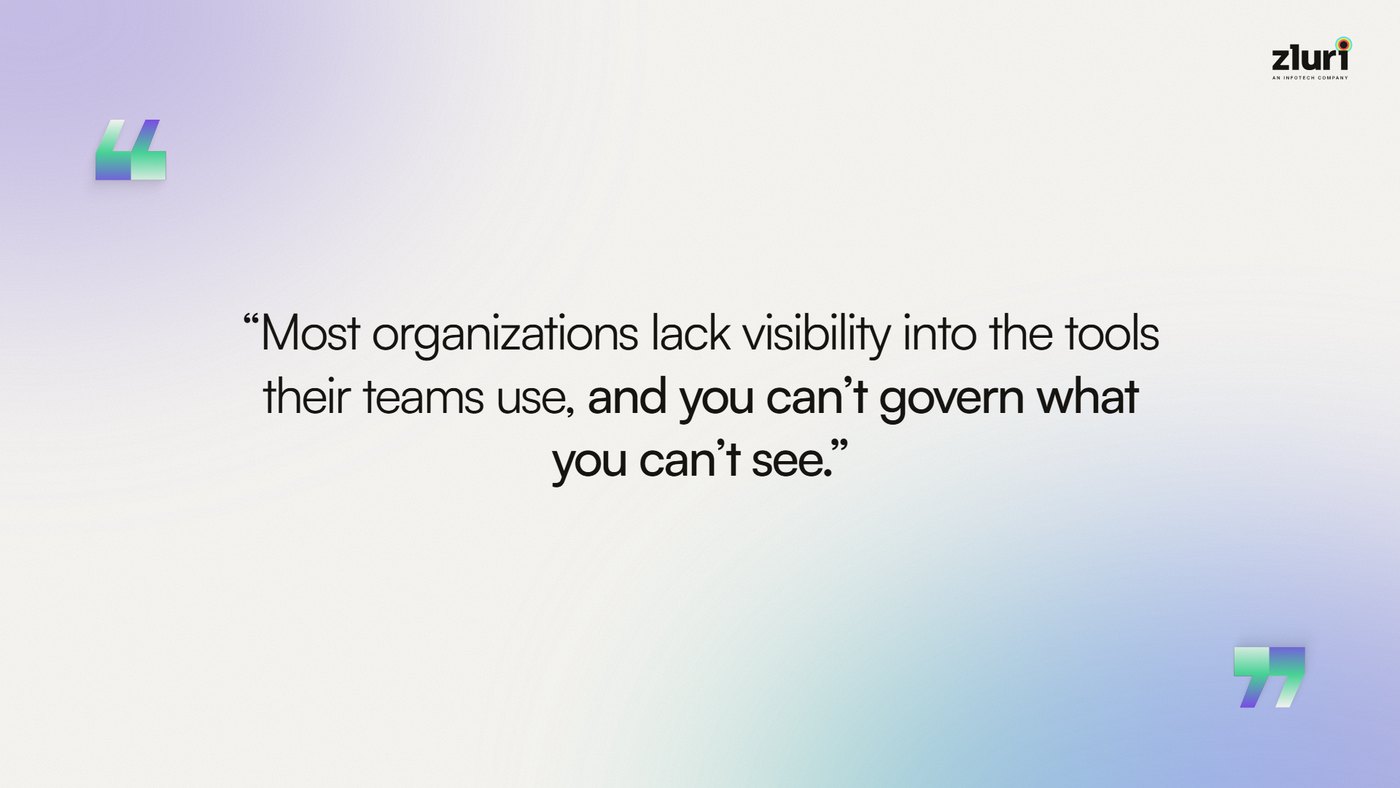 zluri
AN INFOTECH COMPANY
“Most organizations lack visibility into the tools
their teams use, and you can’t govern what
you can’t see.”